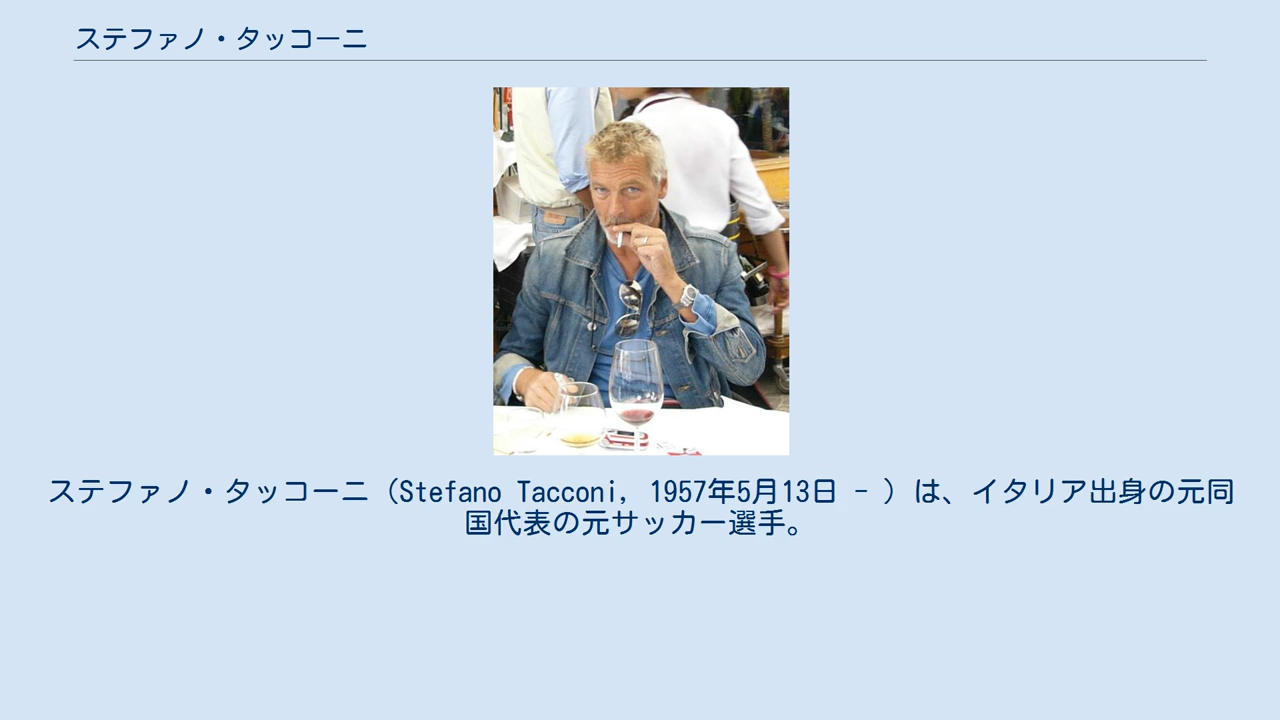 ステファノ・タッコーニ
ステファノ・タッコーニ（Stefano Tacconi, 1957年5月13日 - ）は、イタリア出身の元同
国代表の元サッカー選手。